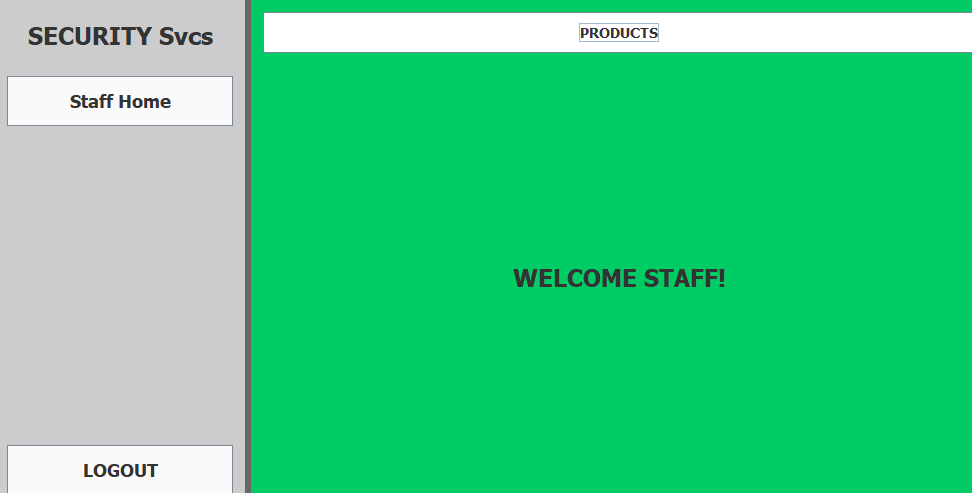 SECURITY Svcs
Staff Home
LOGOUT
PRODUCTS
WELCOME STAFF!